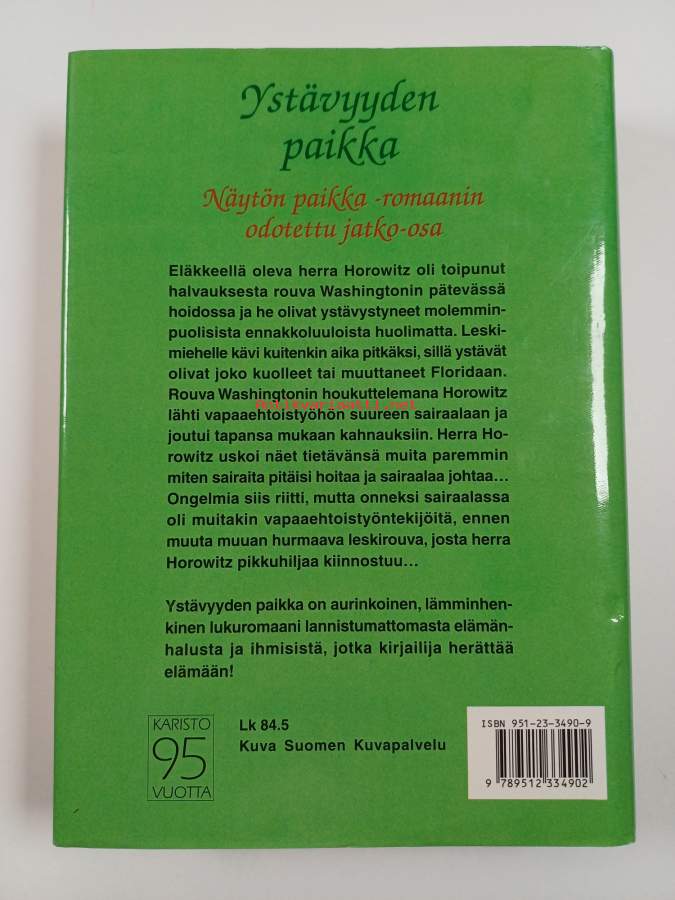 Ystävyyden
paikka
Näytön paikka -romaanin
odotettu jatko-osa
Eläkkeellä oleva herra Horowitz oli toipunut
halvauksesta rouva Washingtonin pätevässä
hoidossa ja he olivat ystävystyneet molemmin-
puolisista ennakkoluuloista huolimatta. Leski-
miehelle kävi kuitenkin aika pitkäksi, sillä ystävät
olivat joko kuolleet tai muuttaneet Floridaan.
Rouva Washingtonin houkuttelemana Horowitz
Antikvariaatti.net
lähti vapaaehtoistyöhön suureen sairaalaan ja
joutui tapansa mukaan kahnauksiin. Herra Ho-
rowitz uskoi näet tietävänsä muita paremmin
miten sairaita pitäisi hoitaa ja sairaalaa johtaa...
Ongelmia siis riitti, mutta onneksi sairaalassa
oli muitakin vapaaehtoistyöntekijöitä, ennen
muuta muuan hurmaava leskirouva, josta herra
Horowitz pikkuhiljaa kiinnostuu...
Ystävyyden paikka on aurinkoinen, lämminhen-
kinen lukuromaani lannistumattomasta elämän-
halusta ja ihmisistä, jotka kirjailija herättää
elämään!
KARISTO
95
VUOTTA
Lk 84.5
Kuva Suomen Kuvapalvelu
ISBN 951-23-3490-9
9 789512 334902